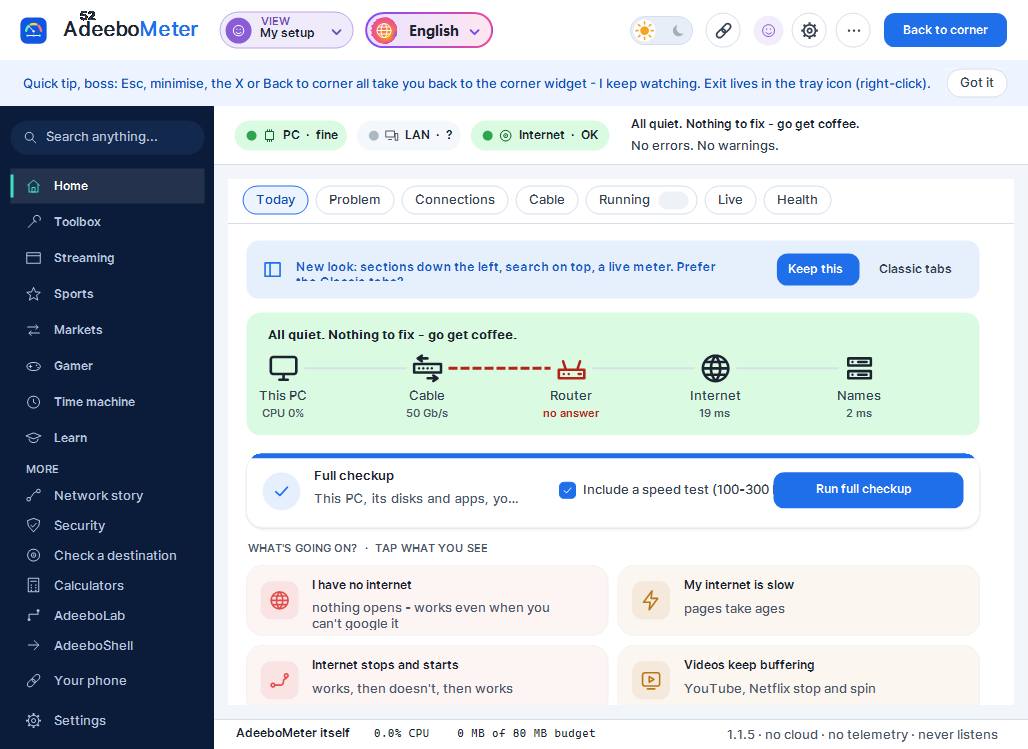 52
AdeeboMeter
VIEW
My setup
English
Back to corner
Quick tip, boss: Esc, minimise, the X or Back to corner all take you back to the corner widget - I keep watching. Exit lives in the tray icon (right-click).
Got it
Search anything...
PC · fine
LAN · ?
Internet · OK
All quiet. Nothing to fix - go get coffee.
No errors. No warnings.
Home
Toolbox
Streaming
Sports
Markets
Gamer
Time machine
Learn
MORE
Network story
Security
Check a destination
Calculators
AdeeboLab
AdeeboShell
Your phone
Settings
Today
Problem
Connections
Cable
Running
Live
Health
New look: sections down the left, search on top, a live meter. Prefer
the Classic tabs?
Keep this
Classic tabs
All quiet. Nothing to fix - go get coffee.
This PC
Cable
Router
Internet
Names
CPU 0%
50 Gb/s
no answer
19 ms
2 ms
Full checkup
This PC, its disks and apps, yo...
Include a speed test (100-300
Run full checkup
WHAT'S GOING ON? · TAP WHAT YOU SEE
I have no internet
nothing opens - works even when you
can't google it
My internet is slow
pages take ages
Internet stops and starts
works, then doesn't, then works
Videos keep buffering
YouTube, Netflix stop and spin
AdeeboMeter itself
0.0% CPU
0 MB of 80 MB budget
1.1.5 · no cloud · no telemetry · never listens